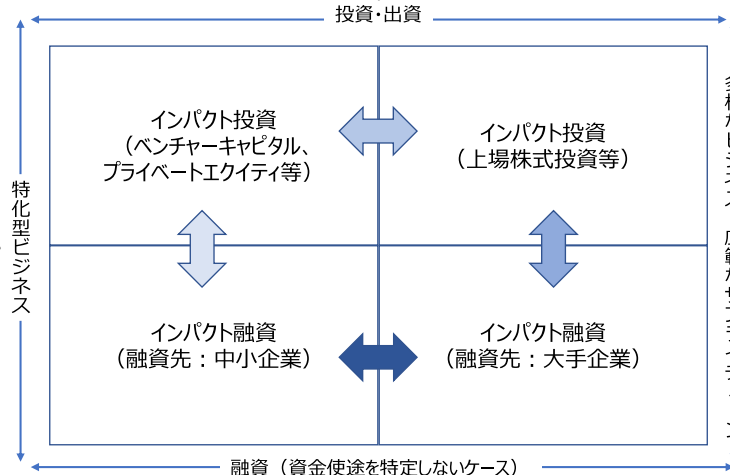 投資・出資
インパクト投資
（ベンチャーキャピタル、
プライベートエクイティ等）
インパクト投資
（上場株式投資等）
特化型ビジネス
インパクト融資
（融資先：中小企業）
インパクト融資
（融資先：大手企業）
融資（資金使途を特定しないケース）